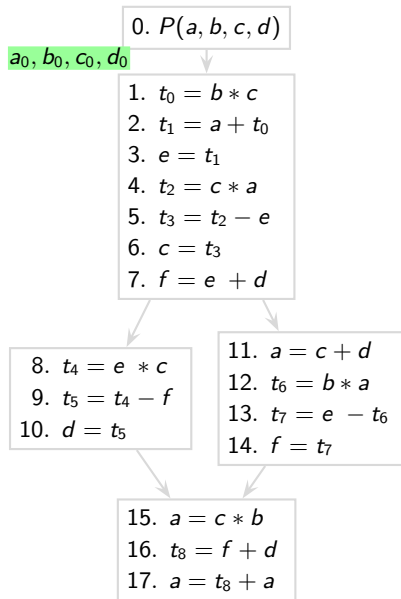 0. P(a, b, c, d)
a₀, b₀, c₀, d₀
1. t₀ = b ∗ c
2. t₁ = a + t₀
3. e = t₁
4. t₂ = c ∗ a
5. t₃ = t₂ − e
6. c = t₃
7. f = e + d
8. t₄ = e ∗ c
9. t₅ = t₄ − f
10. d = t₅
11. a = c + d
12. t₆ = b ∗ a
13. t₇ = e − t₆
14. f = t₇
15. a = c ∗ b
16. t₈ = f + d
17. a = t₈ + a